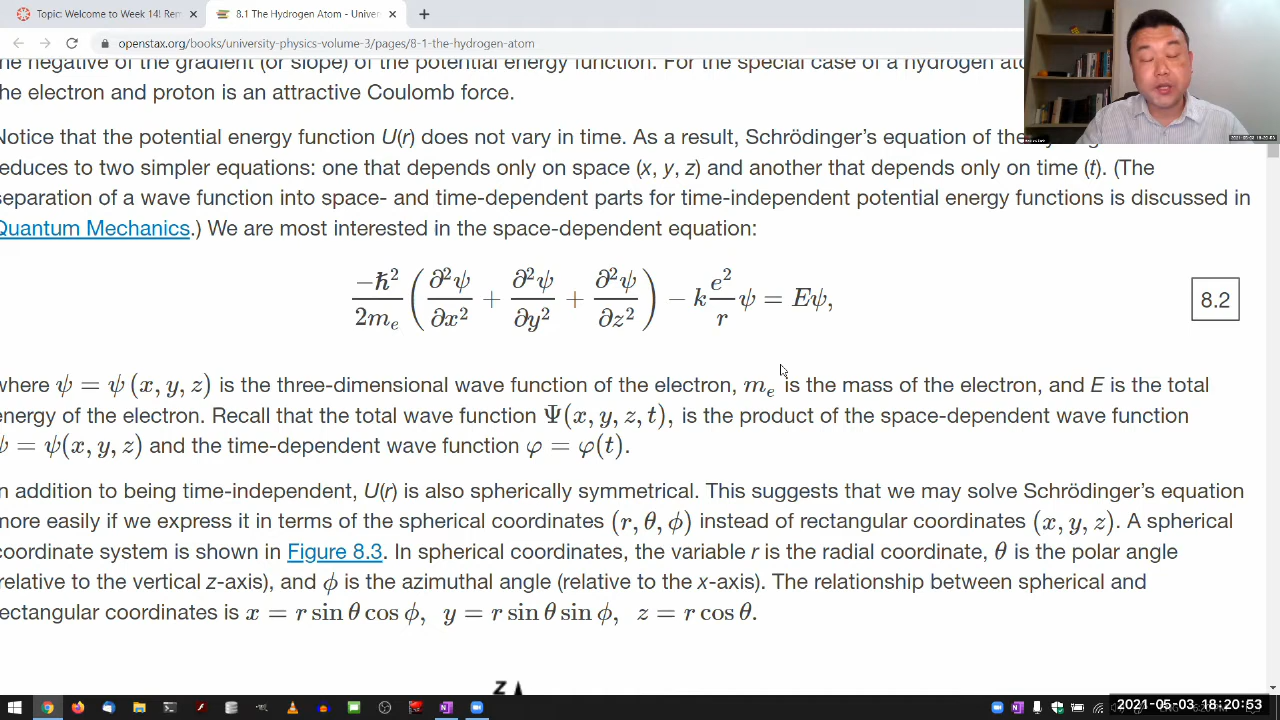 Topic: Welcome to Week 14! Rem
8.1 The Hydrogen Atom - Univer
openstax.org/books/university-physics-volume-3/pages/8-1-the-hydrogen-atom
he negative of the gradient (or slope) of the potential energy function. For the special case of a hydrogen ato
he electron and proton is an attractive Coulomb force.
Notice that the potential energy function U(r) does not vary in time. As a result, Schrödinger's equation of the
educes to two simpler equations: one that depends only on space (x, y, z) and another that depends only on time (t). (The
separation of a wave function into space- and time-dependent parts for time-independent potential energy functions is discussed in
Quantum Mechanics.) We are most interested in the space-dependent equation:
−ℏ²/2mₑ (∂²ψ/∂x² + ∂²ψ/∂y² + ∂²ψ/∂z²) − k e²/r ψ = Eψ,
8.2
where ψ = ψ (x, y, z) is the three-dimensional wave function of the electron, mₑ is the mass of the electron, and E is the total
energy of the electron. Recall that the total wave function Ψ(x, y, z, t), is the product of the space-dependent wave function
ψ = ψ(x, y, z) and the time-dependent wave function φ = φ(t).
n addition to being time-independent, U(r) is also spherically symmetrical. This suggests that we may solve Schrödinger's equation
more easily if we express it in terms of the spherical coordinates (r, θ, ϕ) instead of rectangular coordinates (x, y, z). A spherical
coordinate system is shown in Figure 8.3. In spherical coordinates, the variable r is the radial coordinate, θ is the polar angle
(relative to the vertical z-axis), and ϕ is the azimuthal angle (relative to the x-axis). The relationship between spherical and
rectangular coordinates is x = r sin θ cos ϕ, y = r sin θ sin ϕ, z = r cos θ.
z
2021-05-03 18:20:53